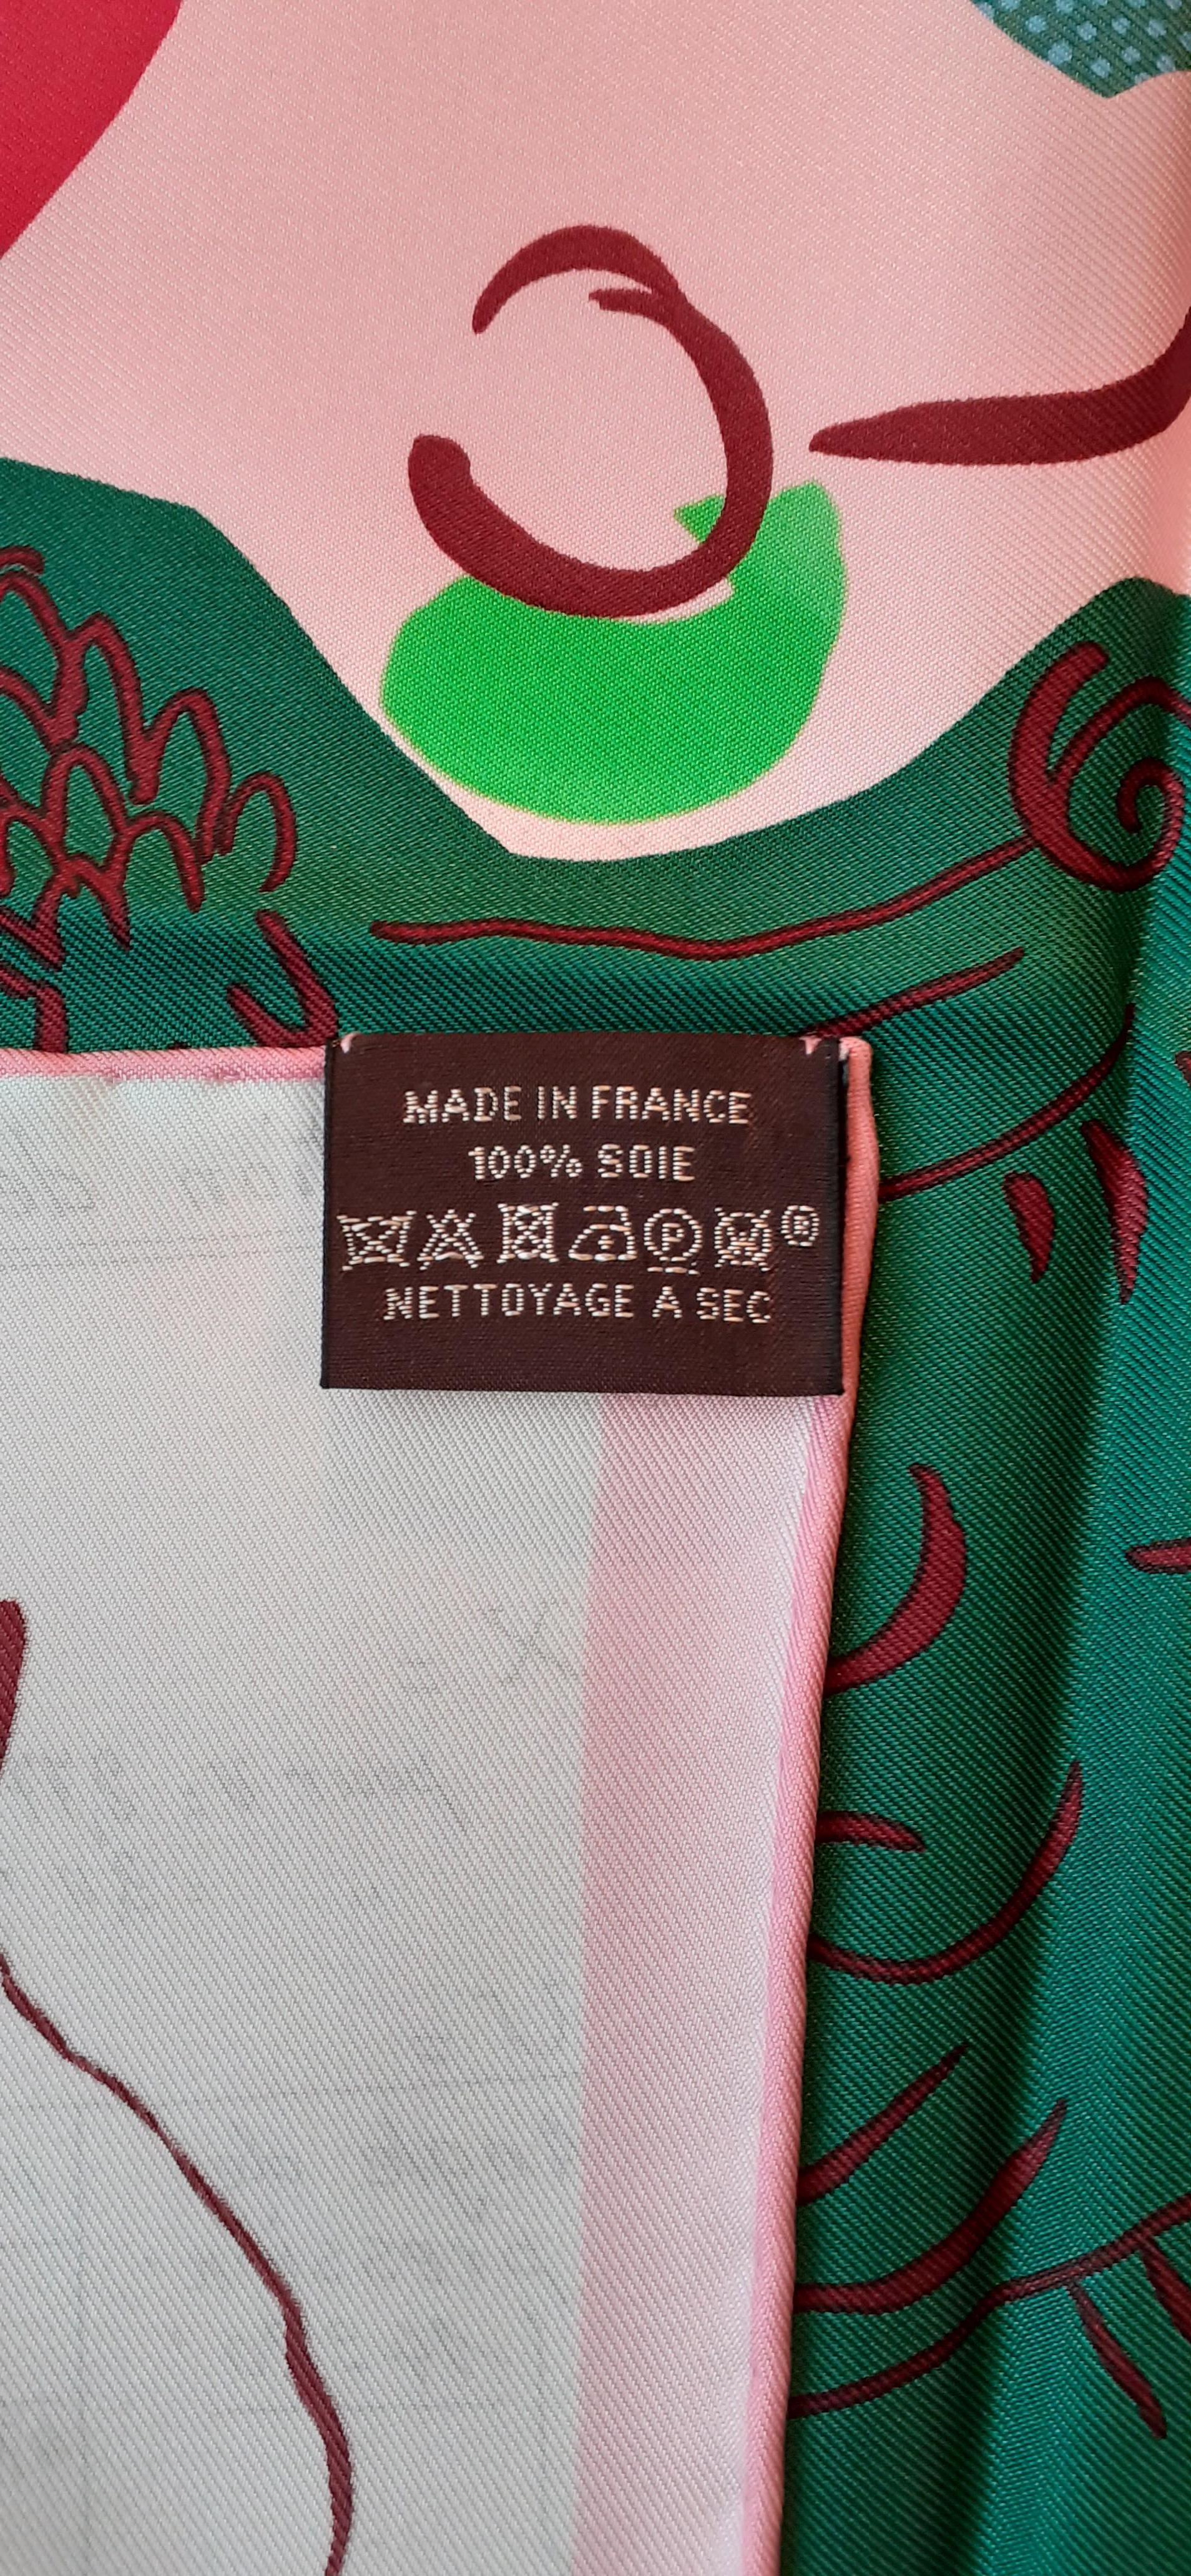 MADE IN FRANCE
100% SOIE
P W ®
NETTOYAGE A SEC